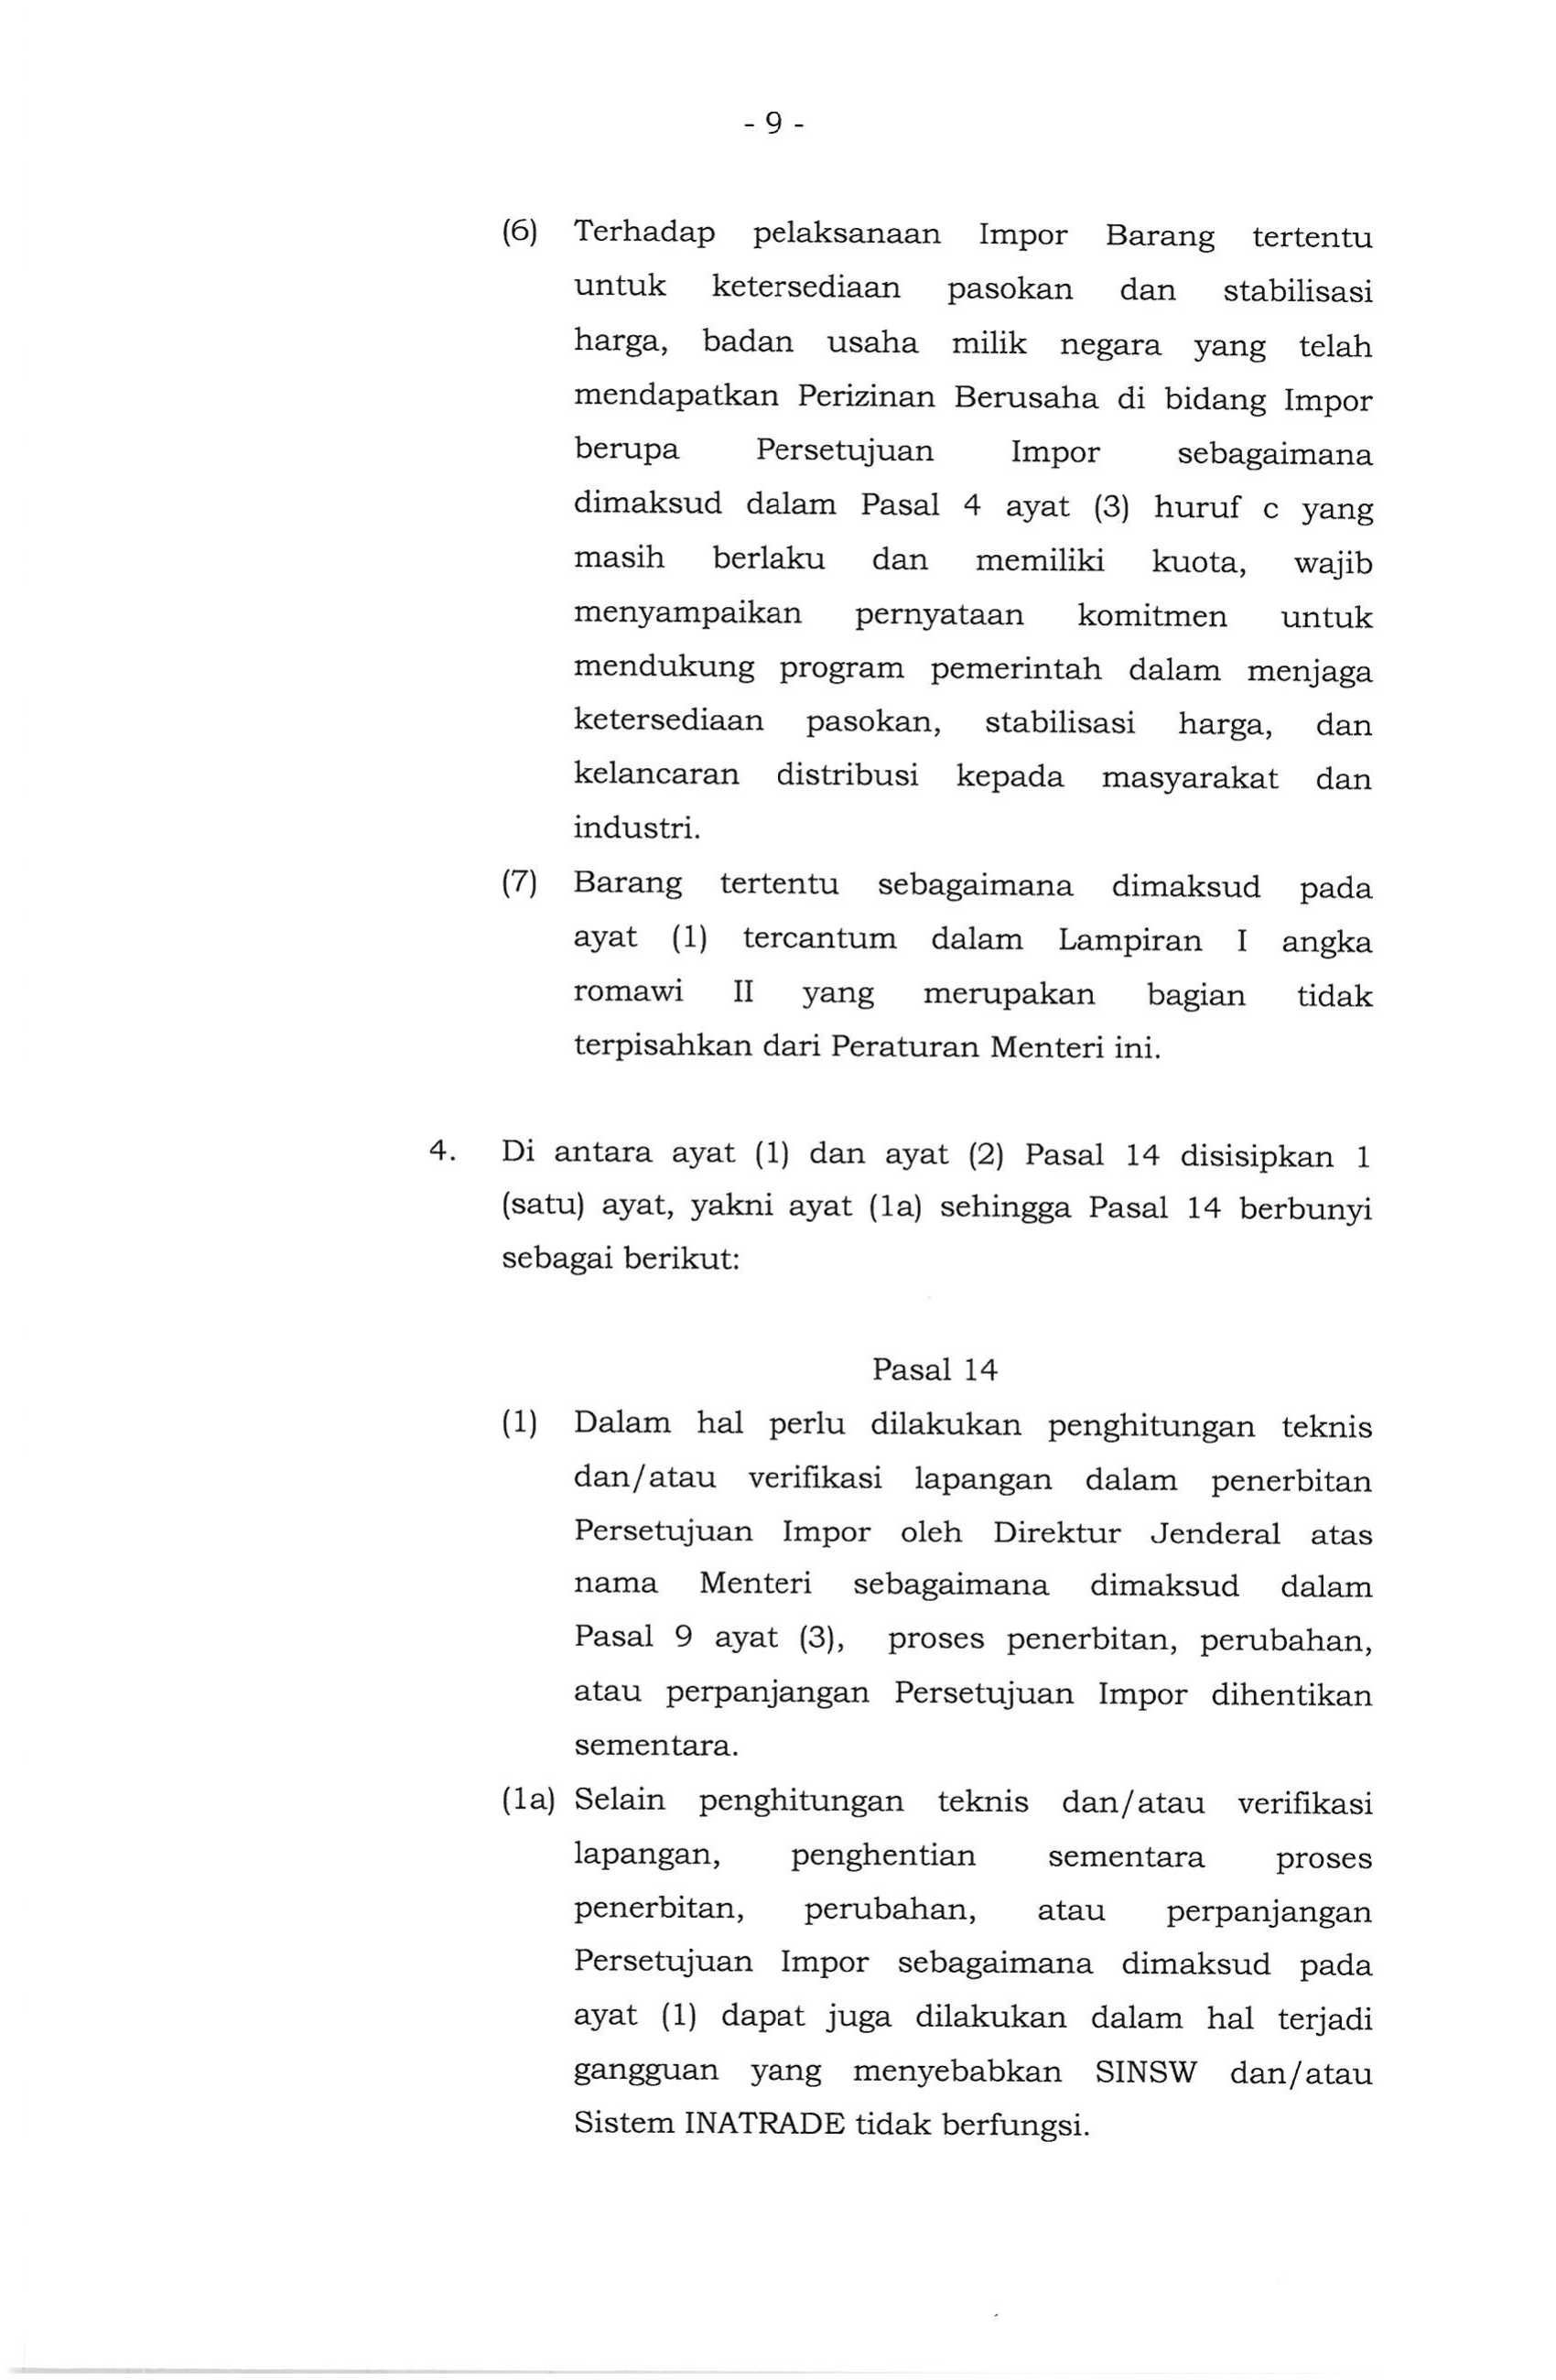 - 9 -
(6) Terhadap pelaksanaan Impor Barang tertentu
untuk ketersediaan pasokan dan stabilisasi
harga, badan usaha milik negara yang telah
mendapatkan Perizinan Berusaha di bidang Impor
berupa Persetujuan Impor sebagaimana
dimaksud dalam Pasal 4 ayat (3) huruf c yang
masih berlaku dan memiliki kuota, wajib
menyampaikan pernyataan komitmen untuk
mendukung program pemerintah dalam menjaga
ketersediaan pasokan, stabilisasi harga, dan
kelancaran distribusi kepada masyarakat dan
industri.
(7) Barang tertentu sebagaimana dimaksud pada
ayat (1) tercantum dalam Lampiran I angka
romawi II yang merupakan bagian tidak
terpisahkan dari Peraturan Menteri ini.
4. Di antara ayat (1) dan ayat (2) Pasal 14 disisipkan 1
(satu) ayat, yakni ayat (1a) sehingga Pasal 14 berbunyi
sebagai berikut:
Pasal 14
(1) Dalam hal perlu dilakukan penghitungan teknis
dan/atau verifikasi lapangan dalam penerbitan
Persetujuan Impor oleh Direktur Jenderal atas
nama Menteri sebagaimana dimaksud dalam
Pasal 9 ayat (3), proses penerbitan, perubahan,
atau perpanjangan Persetujuan Impor dihentikan
sementara.
(1a) Selain penghitungan teknis dan/atau verifikasi
lapangan, penghentian sementara proses
penerbitan, perubahan, atau perpanjangan
Persetujuan Impor sebagaimana dimaksud pada
ayat (1) dapat juga dilakukan dalam hal terjadi
gangguan yang menyebabkan SINSW dan/atau
Sistem INATRADE tidak berfungsi.